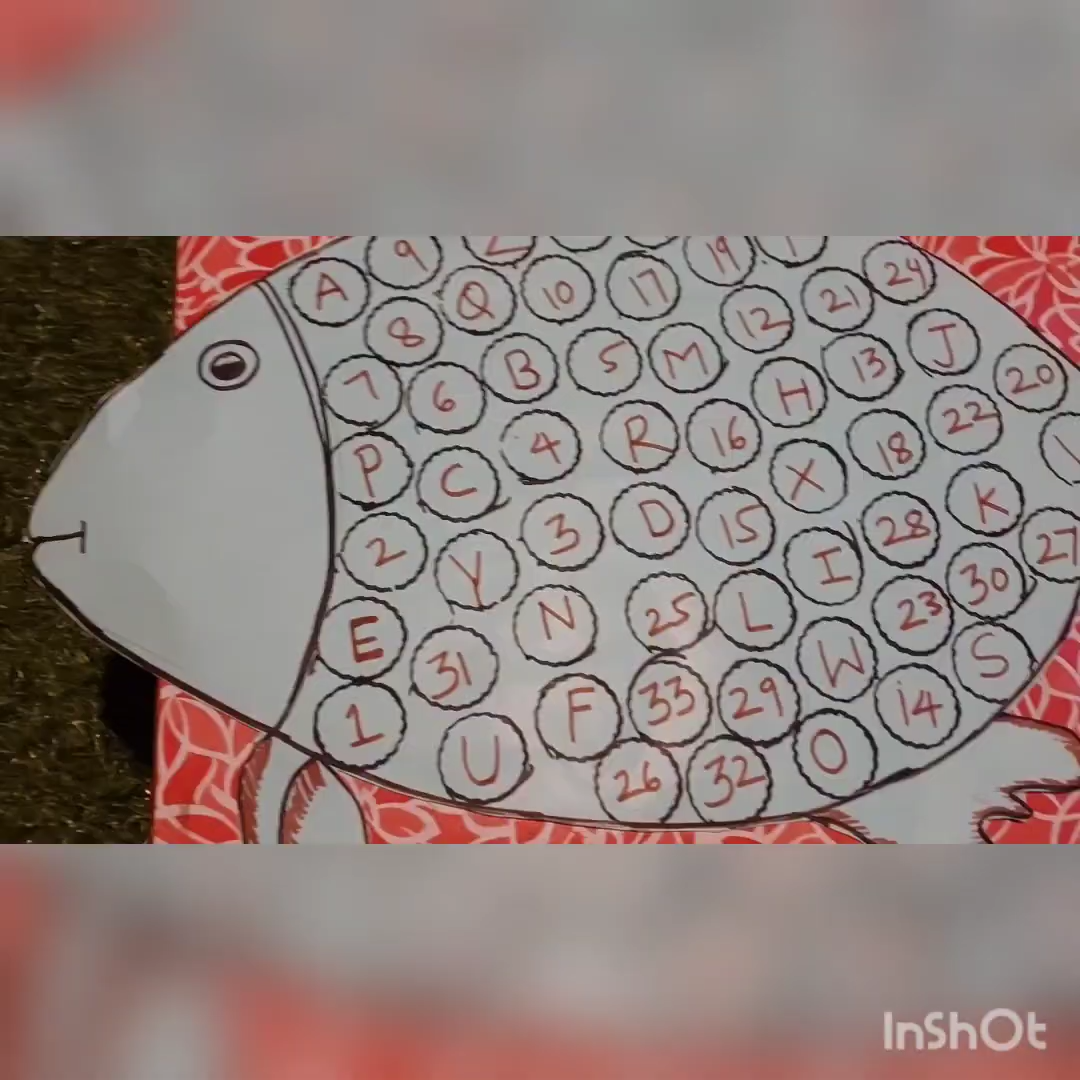 9 19
A Q 10 17 12 21 24
8 B 5 M H 13 J
7 6 4 R 16 18 22 20
P C 3 D 15 X 28 K
2 Y N 25 L I 23 30 27
E 31 F 33 29 W 14 S
1 U 26 32 O
InShOt